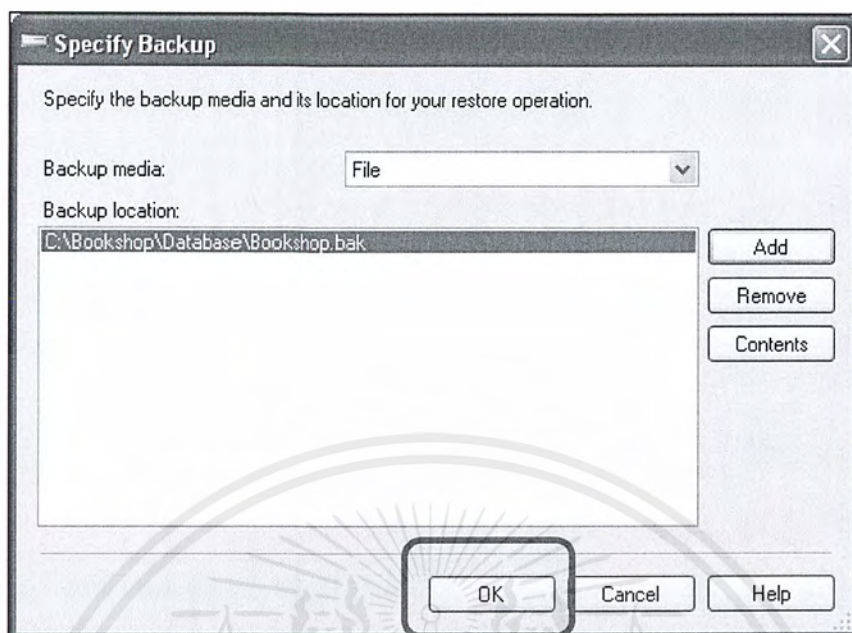 Specify Backup
Specify the backup media and its location for your restore operation.
Backup media: File
Backup location:
C:\Bookshop\Database\Bookshop.bak
Add
Remove
Contents
OK Cancel Help